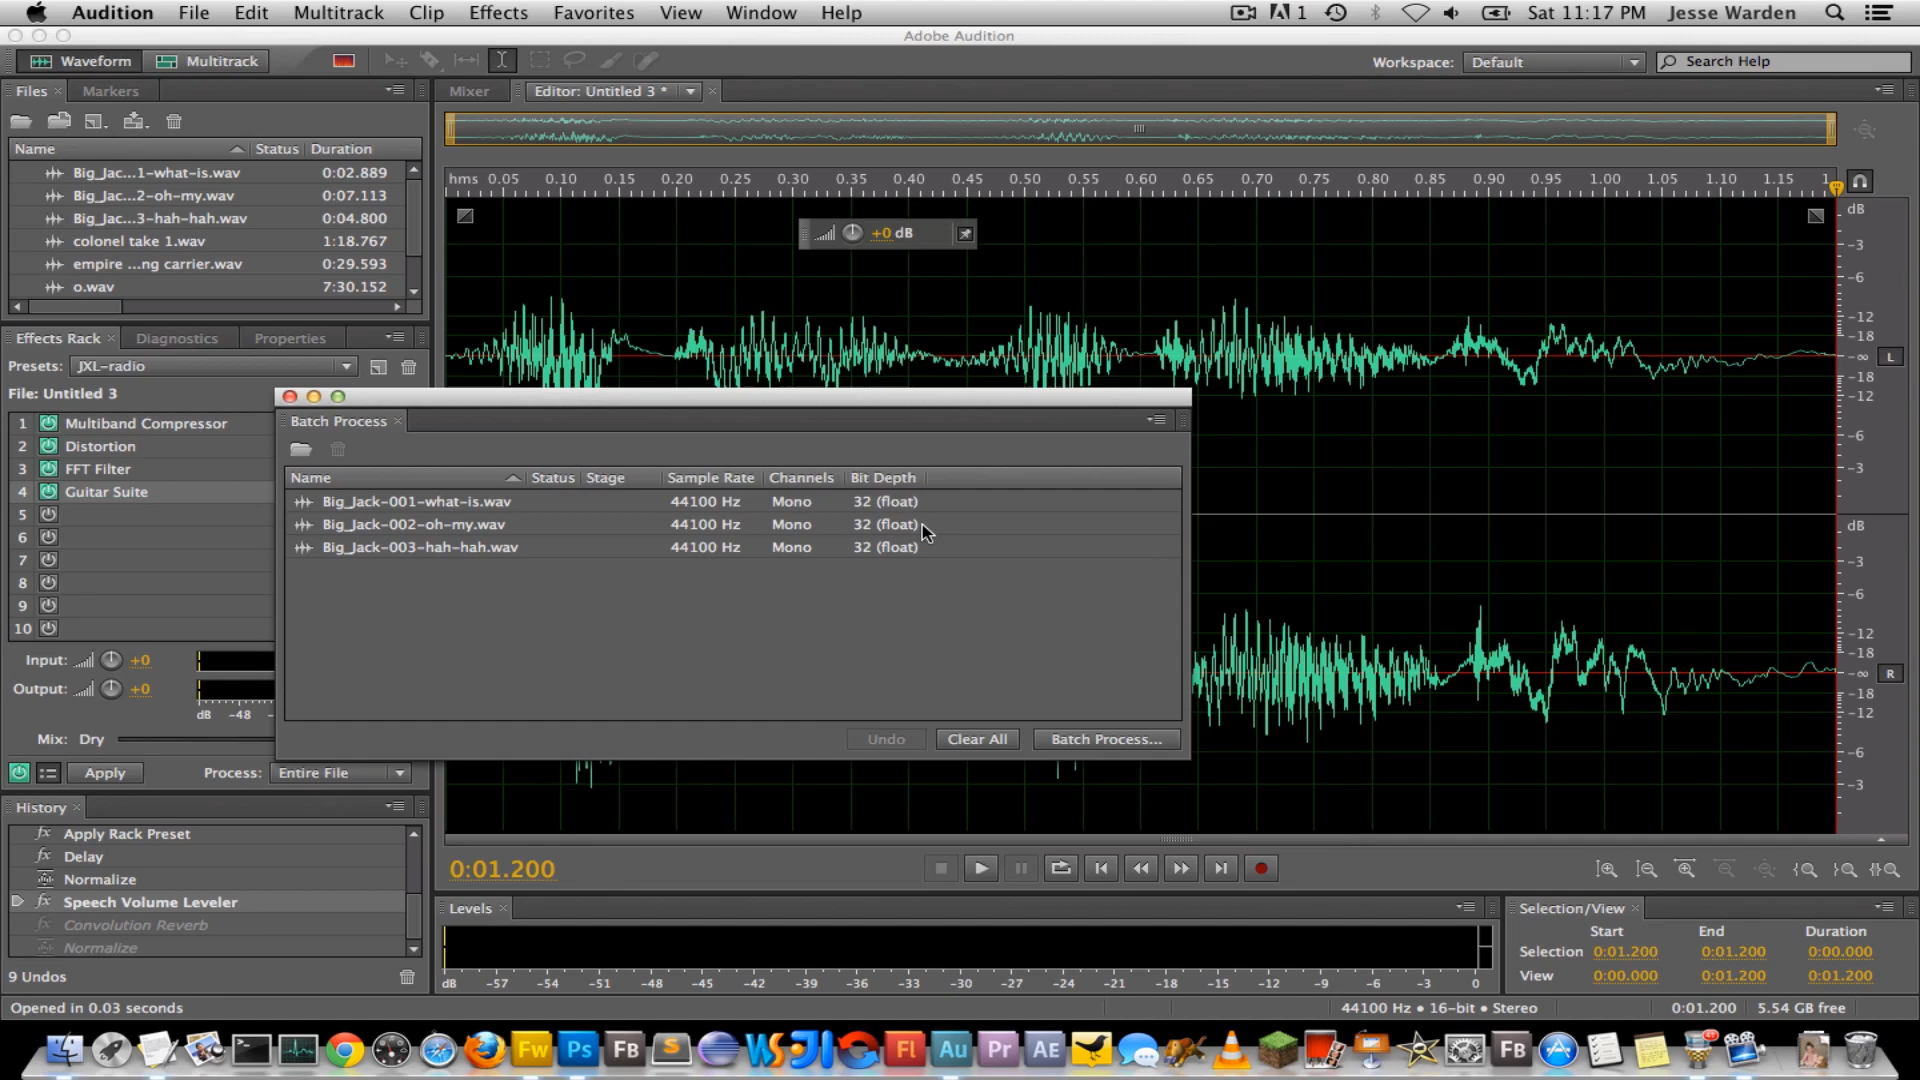 Audition File Edit Multitrack Clip Effects Favorites View Window Help 1 Sat 11:17 PM Jesse Warden
Adobe Audition
Waveform Multitrack Workspace: Default Search Help
Files Markers Mixer Editor: Untitled 3 *
Name Status Duration
Big_Jac...1-what-is.wav 0:02.889
Big_Jac...2-oh-my.wav 0:07.113
Big_Jac...3-hah-hah.wav 0:04.800
colonel take 1.wav 1:18.767
empire ...ng carrier.wav 0:29.593
o.wav 7:30.152
hms 0.05 0.10 0.15 0.20 0.25 0.30 0.35 0.40 0.45 0.50 0.55 0.60 0.65 0.70 0.75 0.80 0.85 0.90 0.95 1.00 1.05 1.10 1.15 1.
+0 dB
dB
-3
-6
-12
-18
-∞ L
-18
-12
-6
-3
dB
-3
-6
-12
-18
-∞ R
-18
-12
-6
-3
Effects Rack Diagnostics Properties
Presets: JXL-radio
File: Untitled 3
1 Multiband Compressor
2 Distortion
3 FFT Filter
4 Guitar Suite
5
6
7
8
9
10
Input: +0
Output: +0
dB -48 -
Mix: Dry
Apply Process: Entire File
Batch Process
Name Status Stage Sample Rate Channels Bit Depth
Big_Jack-001-what-is.wav 44100 Hz Mono 32 (float)
Big_Jack-002-oh-my.wav 44100 Hz Mono 32 (float)
Big_Jack-003-hah-hah.wav 44100 Hz Mono 32 (float)
Undo Clear All Batch Process...
History
fx Apply Rack Preset
fx Delay
Normalize
fx Speech Volume Leveler
fx Convolution Reverb
Normalize
9 Undos
0:01.200
Levels
dB -57 -54 -51 -48 -45 -42 -39 -36 -33 -30 -27 -24 -21 -18 -15 -12 -9 -6 -3 0
Selection/View
Start End Duration
Selection 0:01.200 0:01.200 0:00.000
View 0:00.000 0:01.200 0:01.200
Opened in 0.03 seconds 44100 Hz • 16-bit • Stereo 0:01.200 5.54 GB free
Fw Ps FB S WS JI Fl Au Pr AE FB